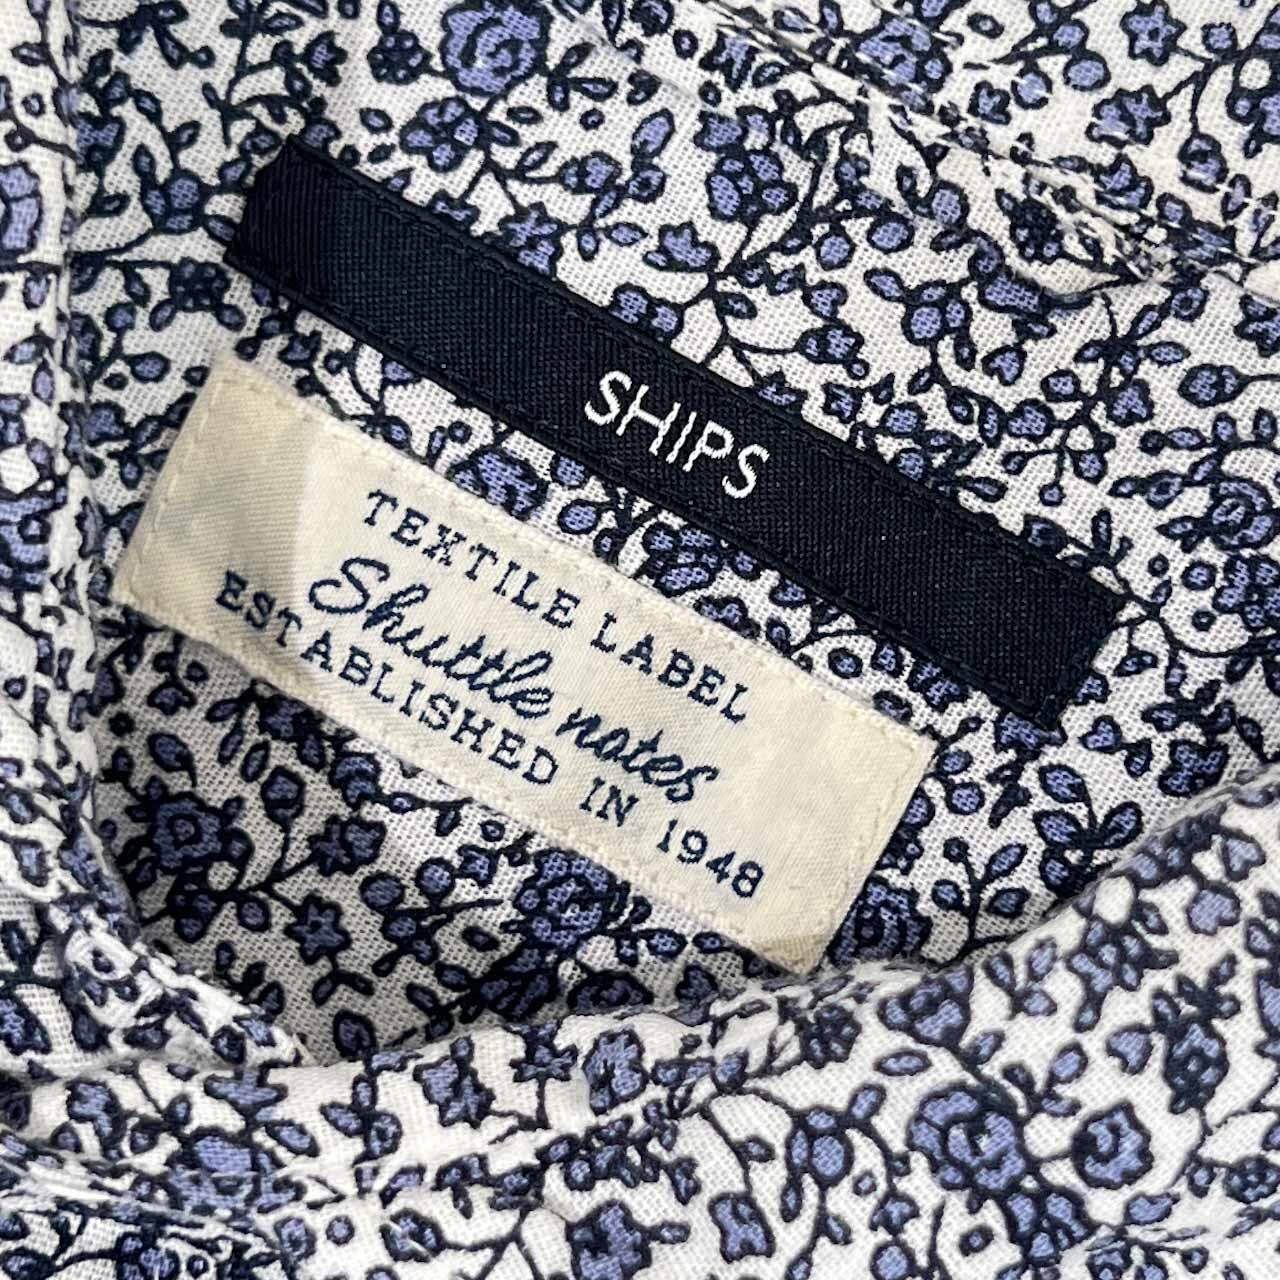 SHIPS
TEXTILE LABEL
Shuttle notes
ESTABLISHED IN 1948